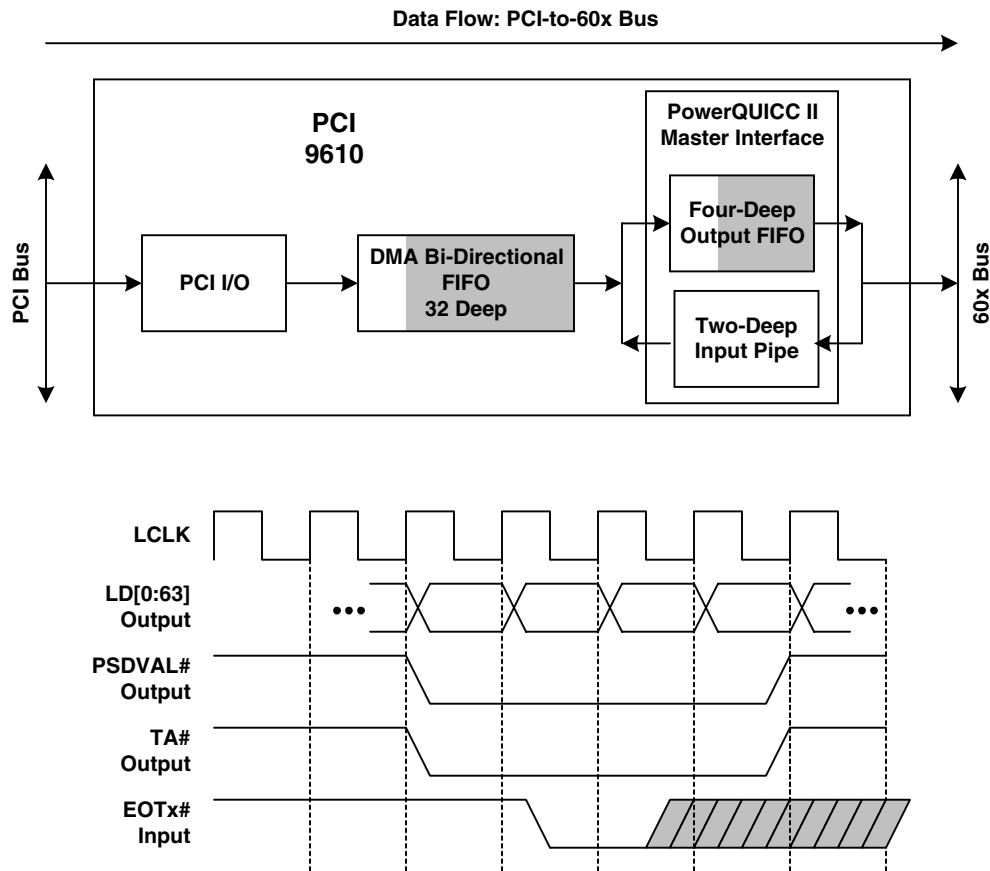 Data Flow: PCI-to-60x Bus
PCI
9610
PowerQUICC II
Master Interface
Four-Deep
Output FIFO
PCI Bus
PCI I/O
DMA Bi-Directional
FIFO
32 Deep
Two-Deep
Input Pipe
60x Bus
LCLK
LD[0:63]
Output
PSDVAL#
Output
TA#
Output
EOTx#
Input